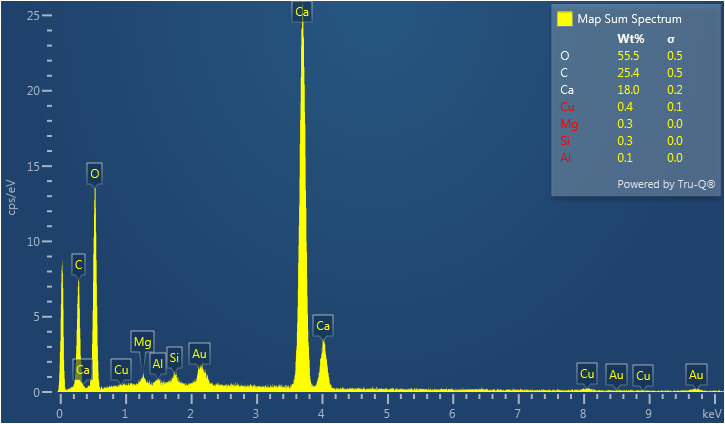 25
20
15
10
5
0
cps/eV
Ca
O
C
Ca
Cu
Mg
Al
Si
Au
Ca
Cu
Au
Cu
Au
0 1 2 3 4 5 6 7 8 9 keV
Map Sum Spectrum
Wt% σ
O 55.5 0.5
C 25.4 0.5
Ca 18.0 0.2
Cu 0.4 0.1
Mg 0.3 0.0
Si 0.3 0.0
Al 0.1 0.0
Powered by Tru-Q®